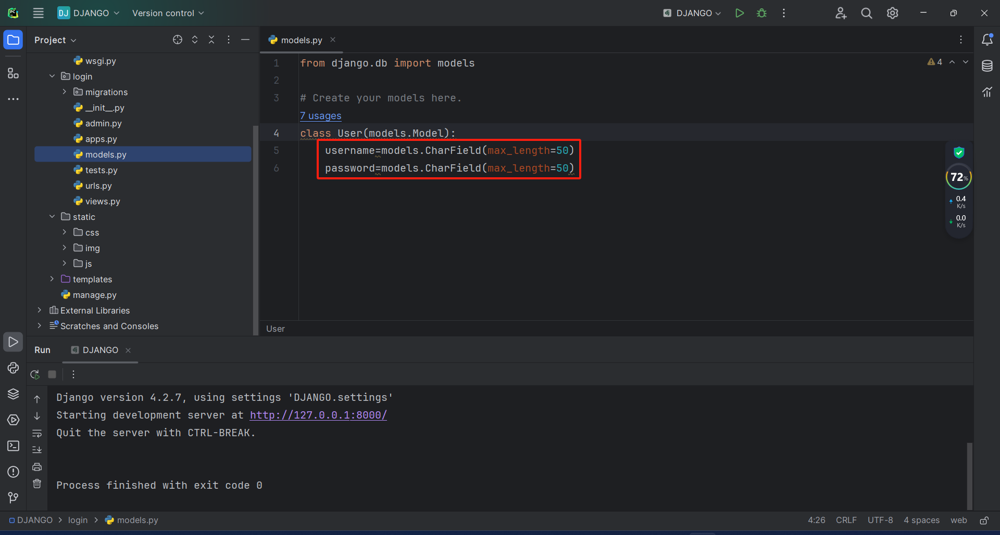 DJ DJANGO Version control DJANGO
Project
models.py
wsgi.py
login
migrations
__init__.py
admin.py
apps.py
models.py
tests.py
urls.py
views.py
static
css
img
js
templates
manage.py
External Libraries
Scratches and Consoles
1 from django.db import models
2
3 # Create your models here.
7 usages
4 class User(models.Model):
5 username=models.CharField(max_length=50)
6 password=models.CharField(max_length=50)
4
72%
0.4
K/s
0.0
K/s
User
Run DJANGO
Django version 4.2.7, using settings 'DJANGO.settings'
Starting development server at http://127.0.0.1:8000/
Quit the server with CTRL-BREAK.
Process finished with exit code 0
DJANGO > login > models.py
4:26 CRLF UTF-8 4 spaces web